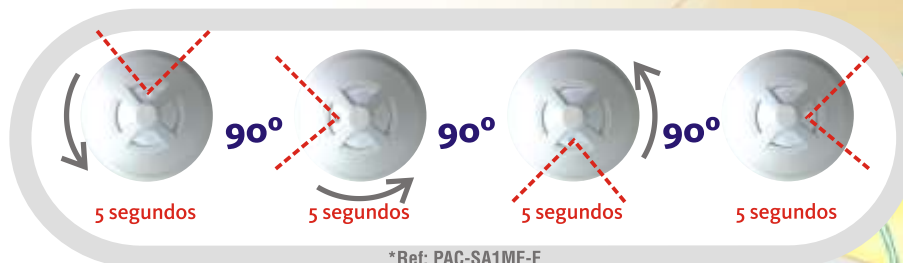 90º 90º 90º
5 segundos 5 segundos 5 segundos 5 segundos
*Ref: PAC-SA1ME-E